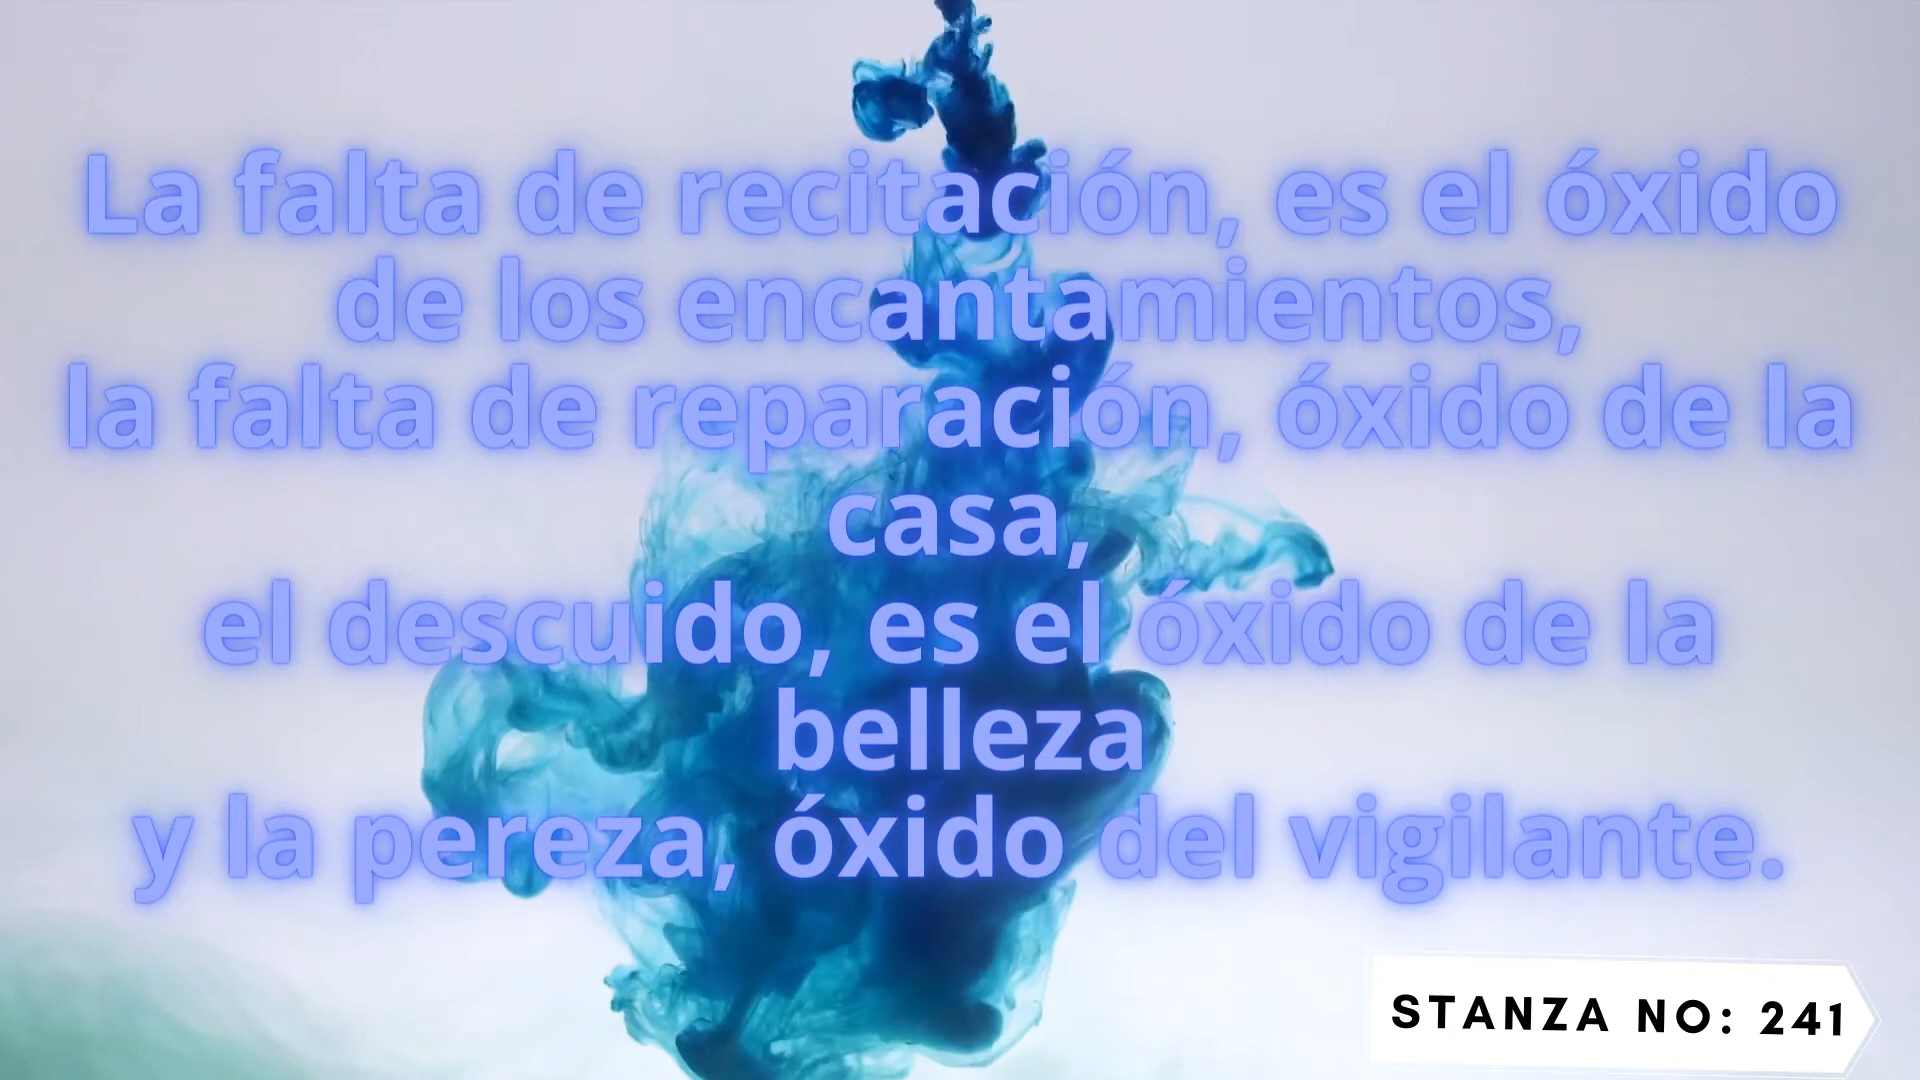 La falta de recitación, es el óxido
de los encantamientos,
la falta de reparación, óxido de la
casa,
el descuido, es el óxido de la
belleza
y la pereza, óxido del vigilante.
STANZA NO: 241